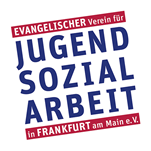 EVANGELISCHER Verein für
JUGEND
SOZIAL
ARBEIT
in FRANKFURT am Main e.V.